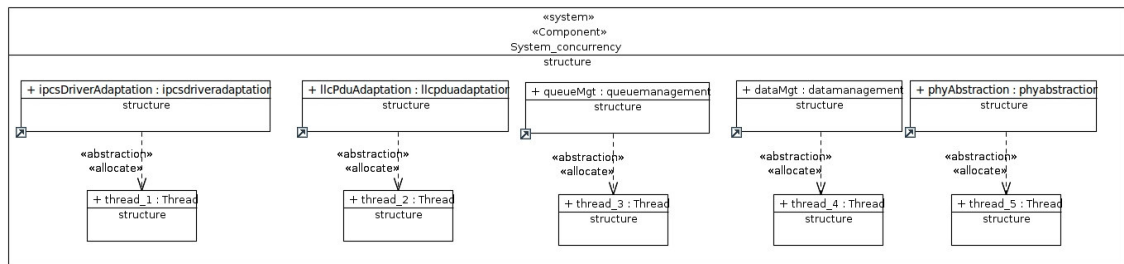 «system»
«Component»
System_concurrency
structure
+ ipcsDriverAdaptation : ipcsdriveradaptation
structure
+ llcPduAdaptation : llcpduadaptation
structure
+ queueMgt : queuemanagement
structure
+ dataMgt : datamanagement
structure
+ phyAbstraction : phyabstraction
structure
«abstraction»
«allocate»
«abstraction»
«allocate»
«abstraction»
«allocate»
«abstraction»
«allocate»
«abstraction»
«allocate»
+ thread_1 : Thread
structure
+ thread_2 : Thread
structure
+ thread_3 : Thread
structure
+ thread_4 : Thread
structure
+ thread_5 : Thread
structure